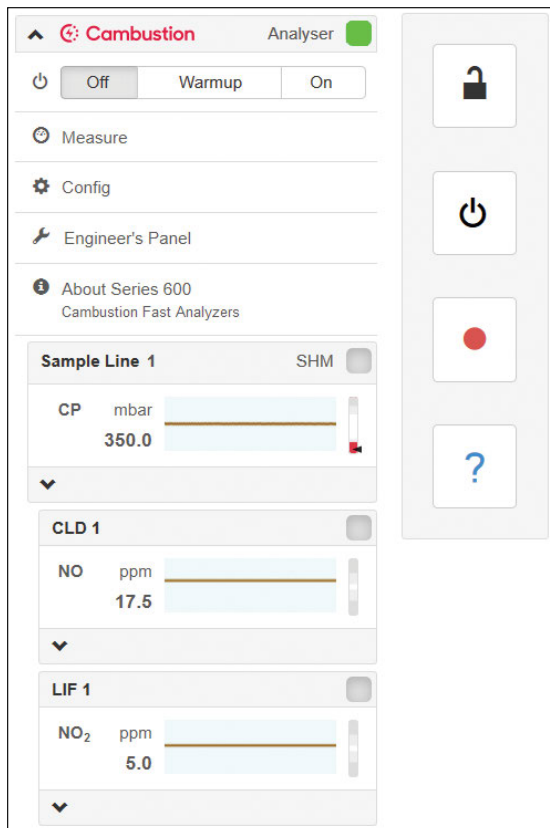 Cambustion Analyser
Off Warmup On
Measure
Config
Engineer's Panel
About Series 600
Cambustion Fast Analyzers
Sample Line 1 SHM
CP mbar
350.0
CLD 1
NO ppm
17.5
LIF 1
NO₂ ppm
5.0
?